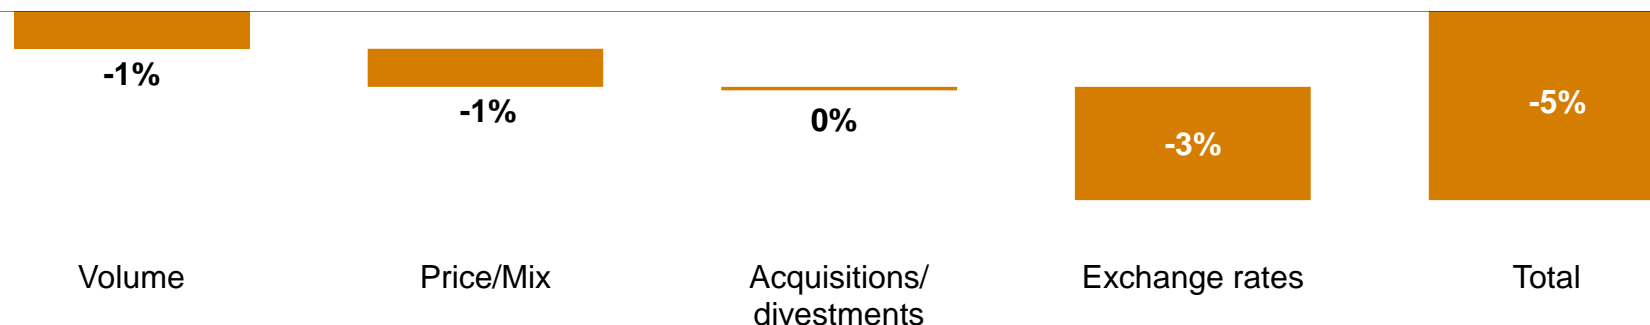 -1%
-1%
0%
-3%
-5%
Volume
Price/Mix
Acquisitions/
divestments
Exchange rates
Total